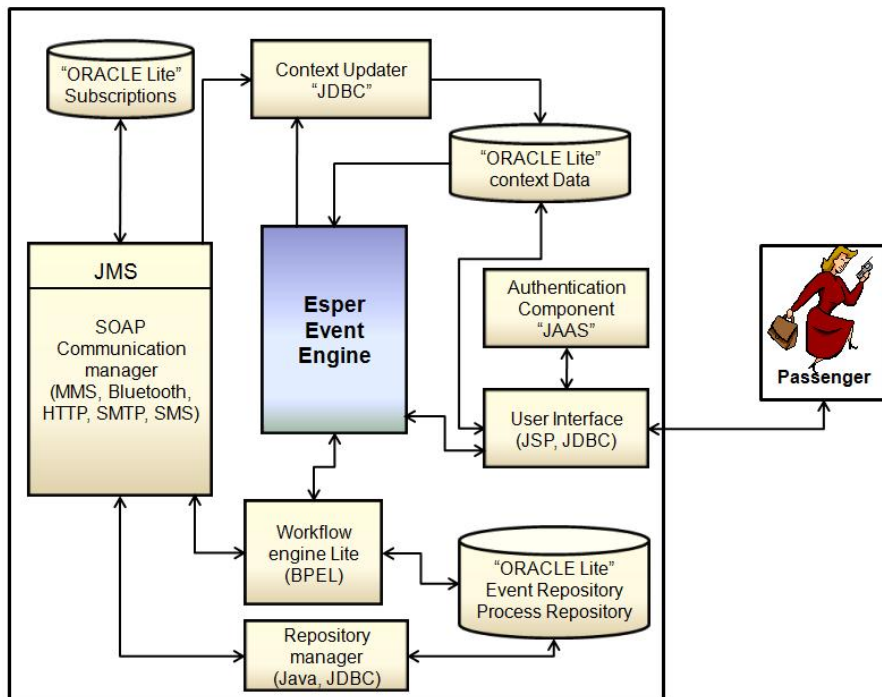 “ORACLE Lite”
Subscriptions
Context Updater
“JDBC”
“ORACLE Lite”
context Data
JMS
SOAP
Communication
manager
(MMS, Bluetooth,
HTTP, SMTP, SMS)
Esper
Event
Engine
Authentication
Component
“JAAS”
User Interface
(JSP, JDBC)
Passenger
Workflow
engine Lite
(BPEL)
“ORACLE Lite”
Event Repository
Process Repository
Repository
manager
(Java, JDBC)